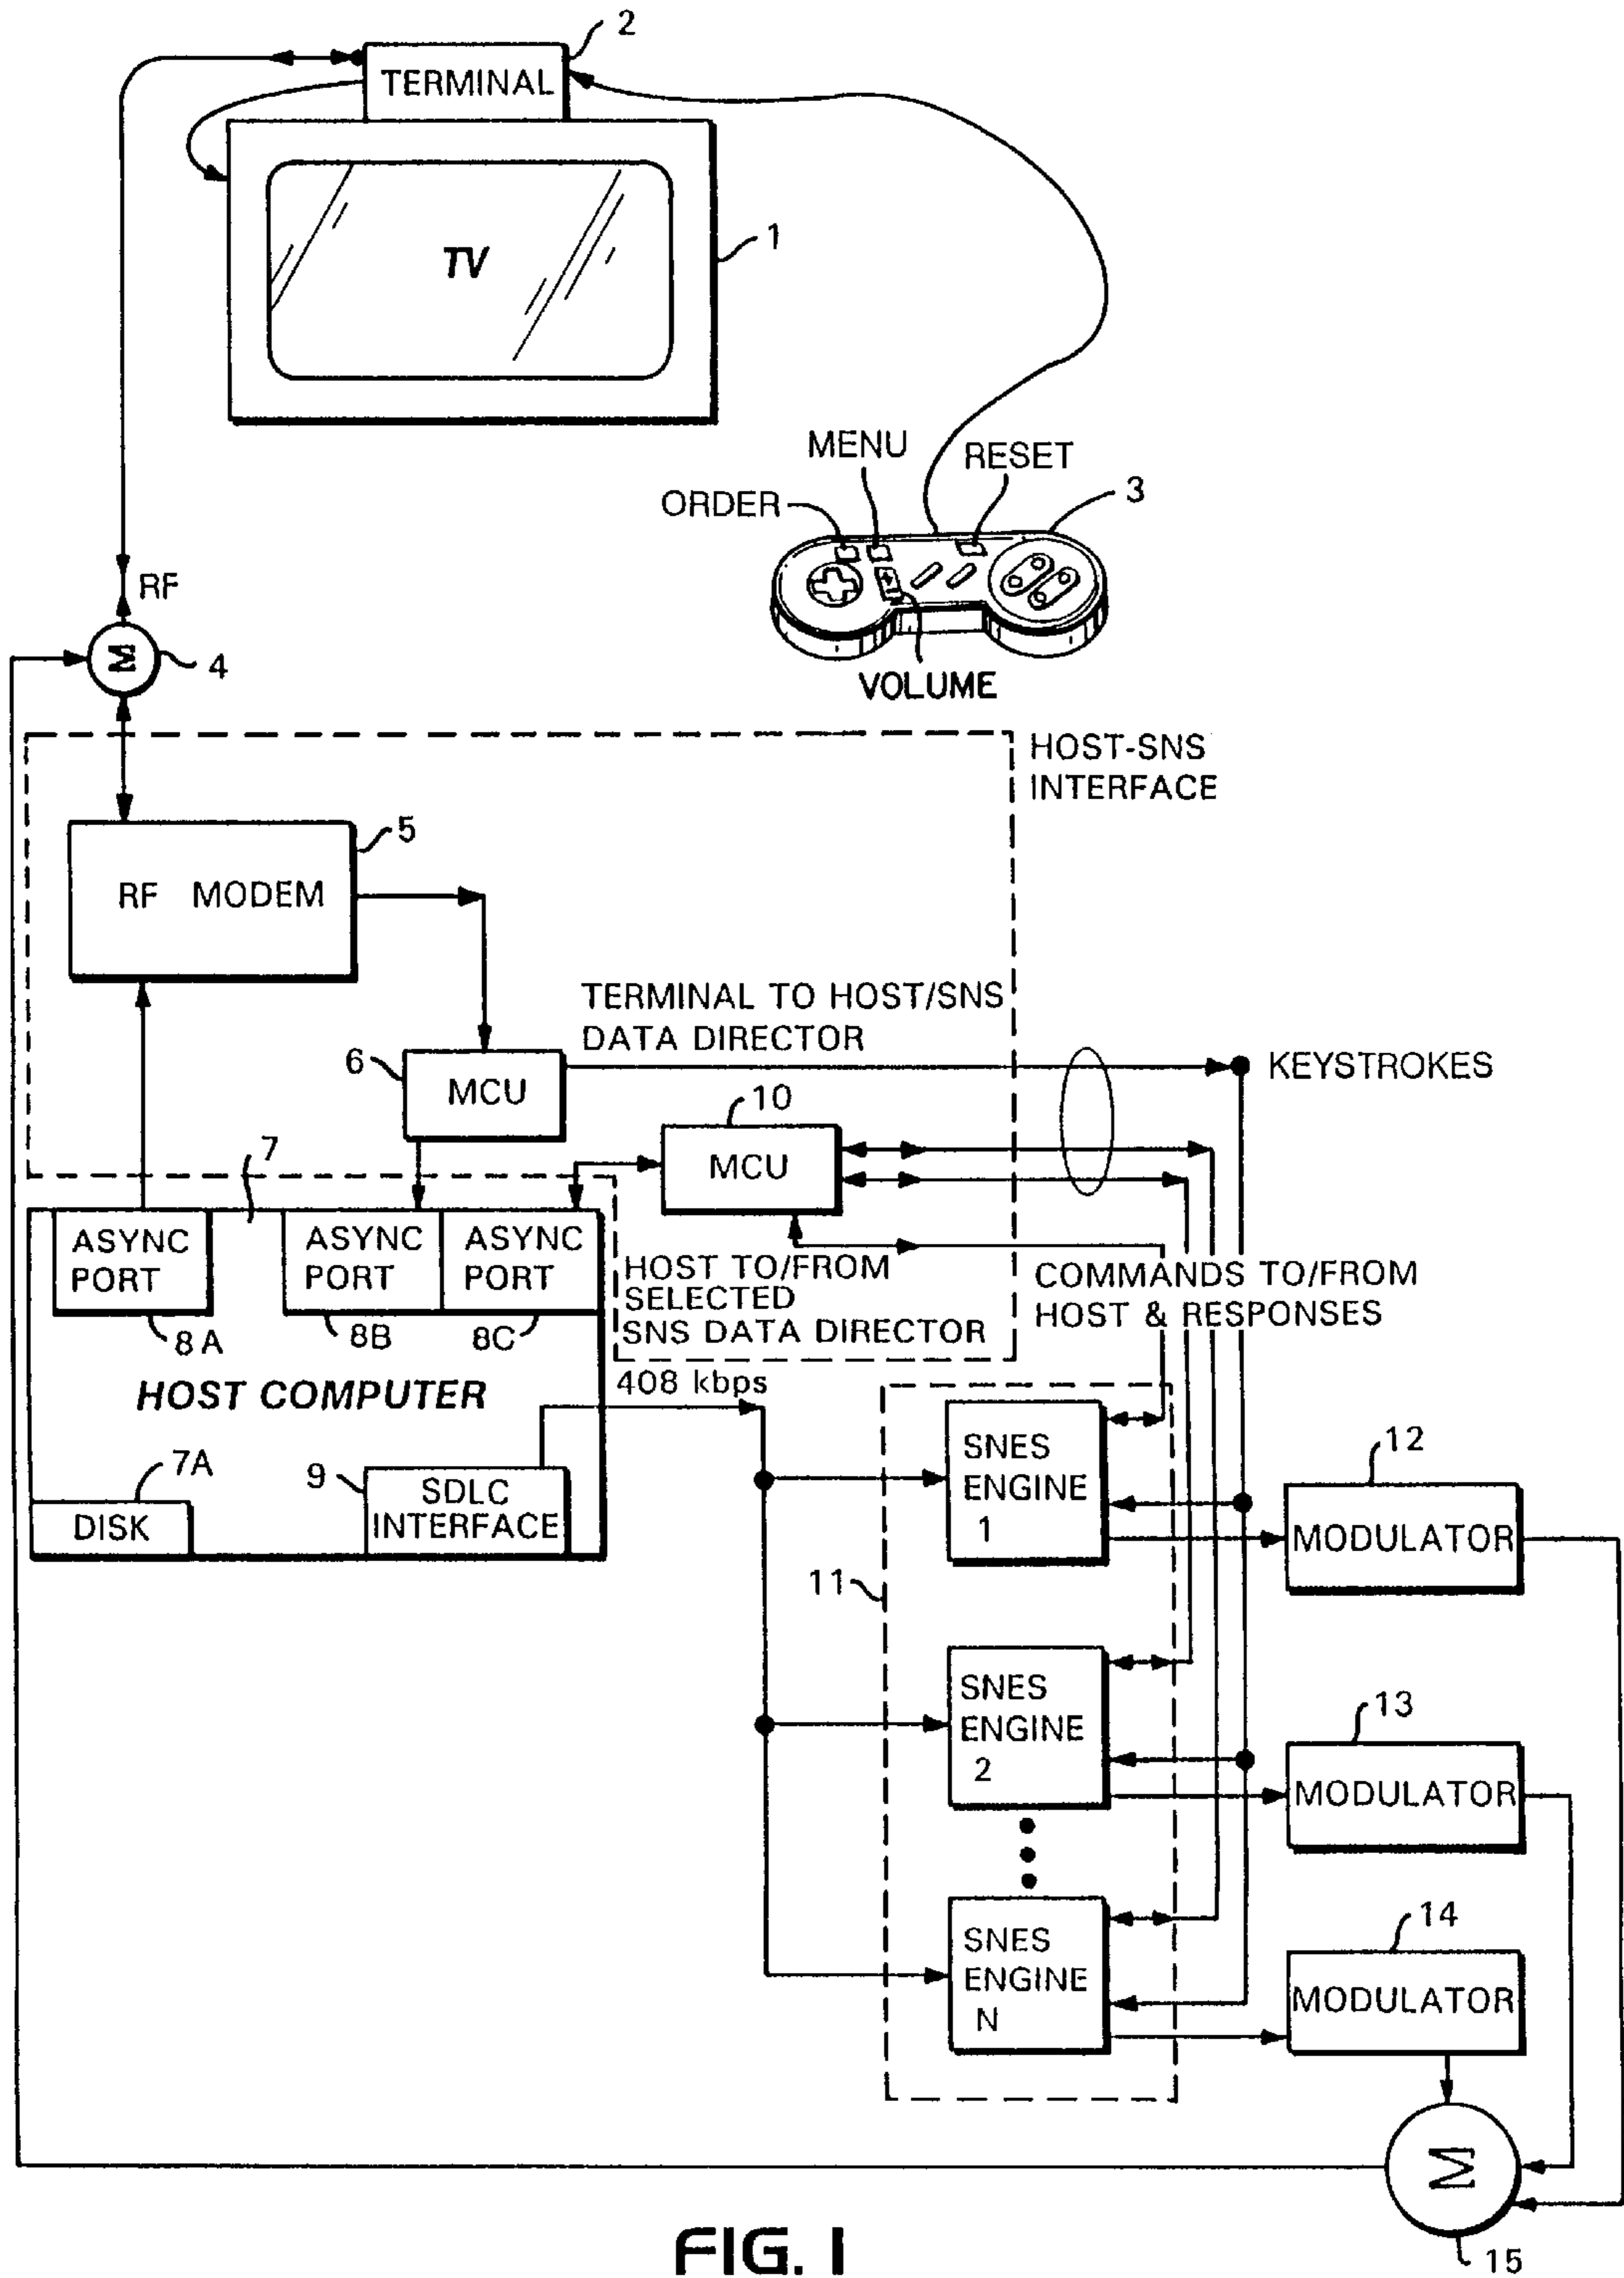 2
TERMINAL
TV
1
MENU
RESET
ORDER
3
VOLUME
RF
M
4
HOST-SNS
INTERFACE
5
RF MODEM
TERMINAL TO HOST/SNS
DATA DIRECTOR
6
MCU
KEYSTROKES
10
MCU
7
ASYNC
PORT
8A
ASYNC
PORT
8B
ASYNC
PORT
8C
HOST TO/FROM
SELECTED
SNS DATA DIRECTOR
COMMANDS TO/FROM
HOST & RESPONSES
HOST COMPUTER
408 kbps
7A
DISK
9
SDLC
INTERFACE
11
SNES
ENGINE
1
12
MODULATOR
SNES
ENGINE
2
13
MODULATOR
SNES
ENGINE
N
14
MODULATOR
M
15
FIG. 1